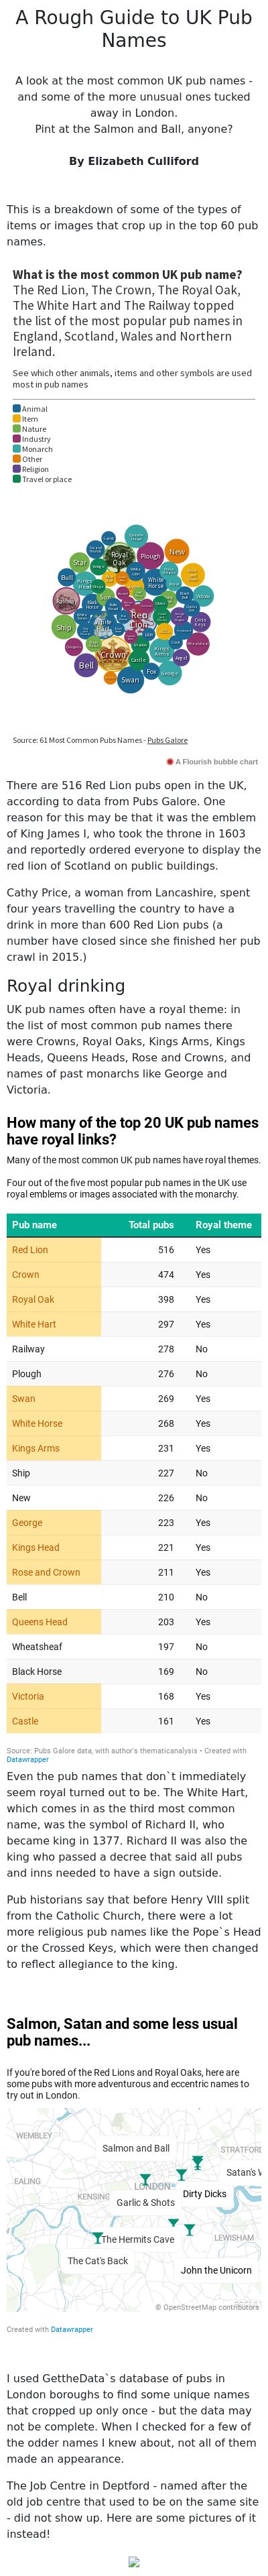 A Rough Guide to UK Pub
Names
A look at the most common UK pub names -
and some of the more unusual ones tucked
away in London.
Pint at the Salmon and Ball, anyone?
By Elizabeth Culliford
This is a breakdown of some of the types of
items or images that crop up in the top 60 pub
names.
What is the most common UK pub name?
The Red Lion, The Crown, The Royal Oak,
The White Hart and The Railway topped
the list of the most popular pub names in
England, Scotland, Wales and Northern
Ireland.
See which other animals, items and other symbols are used
most in pub names
Animal
Item
Nature
Industry
Monarch
Other
Religion
Travel or place
Royal
Oak
Plough
New
Star
Bull
Kings
Head
White
Horse
Victoria
Black
Horse
Ship
White
Hart
Red
Lion
Cross
Keys
Kings
Arms
Crown
Castle
Angel
Bell
Fox
George
Swan
Source: 61 Most Common Pubs Names - Pubs Galore
A Flourish bubble chart
There are 516 Red Lion pubs open in the UK,
according to data from Pubs Galore. One
reason for this may be that it was the emblem
of King James I, who took the throne in 1603
and reportedly ordered everyone to display the
red lion of Scotland on public buildings.
Cathy Price, a woman from Lancashire, spent
four years travelling the country to have a
drink in more than 600 Red Lion pubs (a
number have closed since she finished her pub
crawl in 2015.)
Royal drinking
UK pub names often have a royal theme: in
the list of most common pub names there
were Crowns, Royal Oaks, Kings Arms, Kings
Heads, Queens Heads, Rose and Crowns, and
names of past monarchs like George and
Victoria.
How many of the top 20 UK pub names
have royal links?
Many of the most common UK pub names have royal themes.
Four out of the five most popular pub names in the UK use
royal emblems or images associated with the monarchy.
Pub name Total pubs Royal theme
Red Lion 516 Yes
Crown 474 Yes
Royal Oak 398 Yes
White Hart 297 Yes
Railway 278 No
Plough 276 No
Swan 269 Yes
White Horse 268 Yes
Kings Arms 231 Yes
Ship 227 No
New 226 No
George 223 Yes
Kings Head 221 Yes
Rose and Crown 211 Yes
Bell 210 No
Queens Head 203 Yes
Wheatsheaf 197 No
Black Horse 169 No
Victoria 168 Yes
Castle 161 Yes
Source: Pubs Galore data, with author's thematicanalysis • Created with
Datawrapper
Even the pub names that don`t immediately
seem royal turned out to be. The White Hart,
which comes in as the third most common
name, was the symbol of Richard II, who
became king in 1377. Richard II was also the
king who passed a decree that said all pubs
and inns needed to have a sign outside.
Pub historians say that before Henry VIII split
from the Catholic Church, there were a lot
more religious pub names like the Pope`s Head
or the Crossed Keys, which were then changed
to reflect allegiance to the king.
Salmon, Satan and some less usual
pub names...
If you're bored of the Red Lions and Royal Oaks, here are
some pubs with more adventurous and eccentric names to
try out in London.
WEMBLEY
Salmon and Ball
STRATFORD
EALING
Satan's W
KENSING
LONDON
Dirty Dicks
Garlic & Shots
The Hermits Cave
LEWISHAM
The Cat's Back
John the Unicorn
© OpenStreetMap contributors
Created with Datawrapper
I used GettheData`s database of pubs in
London boroughs to find some unique names
that cropped up only once - but the data may
not be complete. When I checked for a few of
the odder names I knew about, not all of them
made an appearance.
The Job Centre in Deptford - named after the
old job centre that used to be on the same site
- did not show up. Here are some pictures of it
instead!